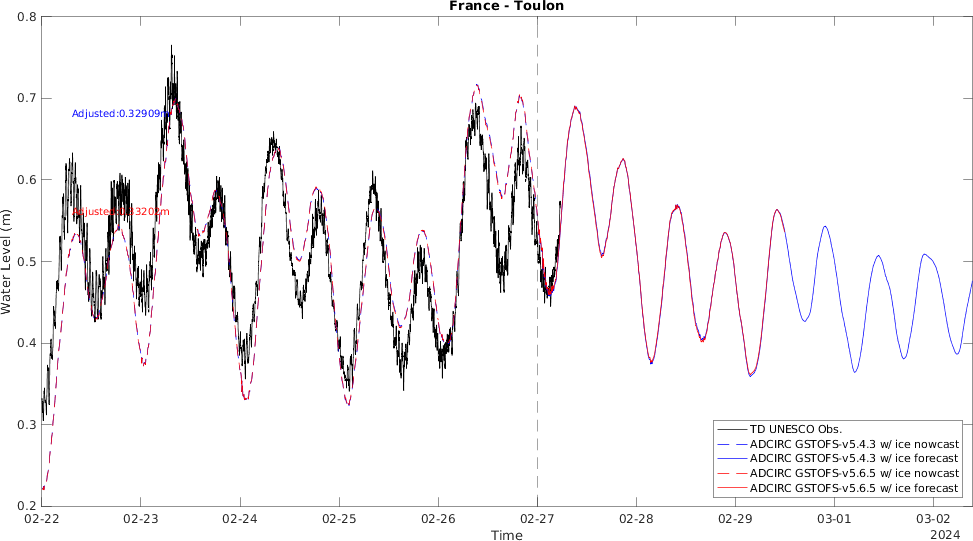 France - Toulon
0.8
0.7
0.6
0.5
0.4
0.3
0.2
Water Level (m)
Adjusted:0.32909m
Adjusted:0.33202m
TD UNESCO Obs.
ADCIRC GSTOFS-v5.4.3 w/ ice nowcast
ADCIRC GSTOFS-v5.4.3 w/ ice forecast
ADCIRC GSTOFS-v5.6.5 w/ ice nowcast
ADCIRC GSTOFS-v5.6.5 w/ ice forecast
02-22 02-23 02-24 02-25 02-26 02-27 02-28 02-29 03-01 03-02
2024
Time